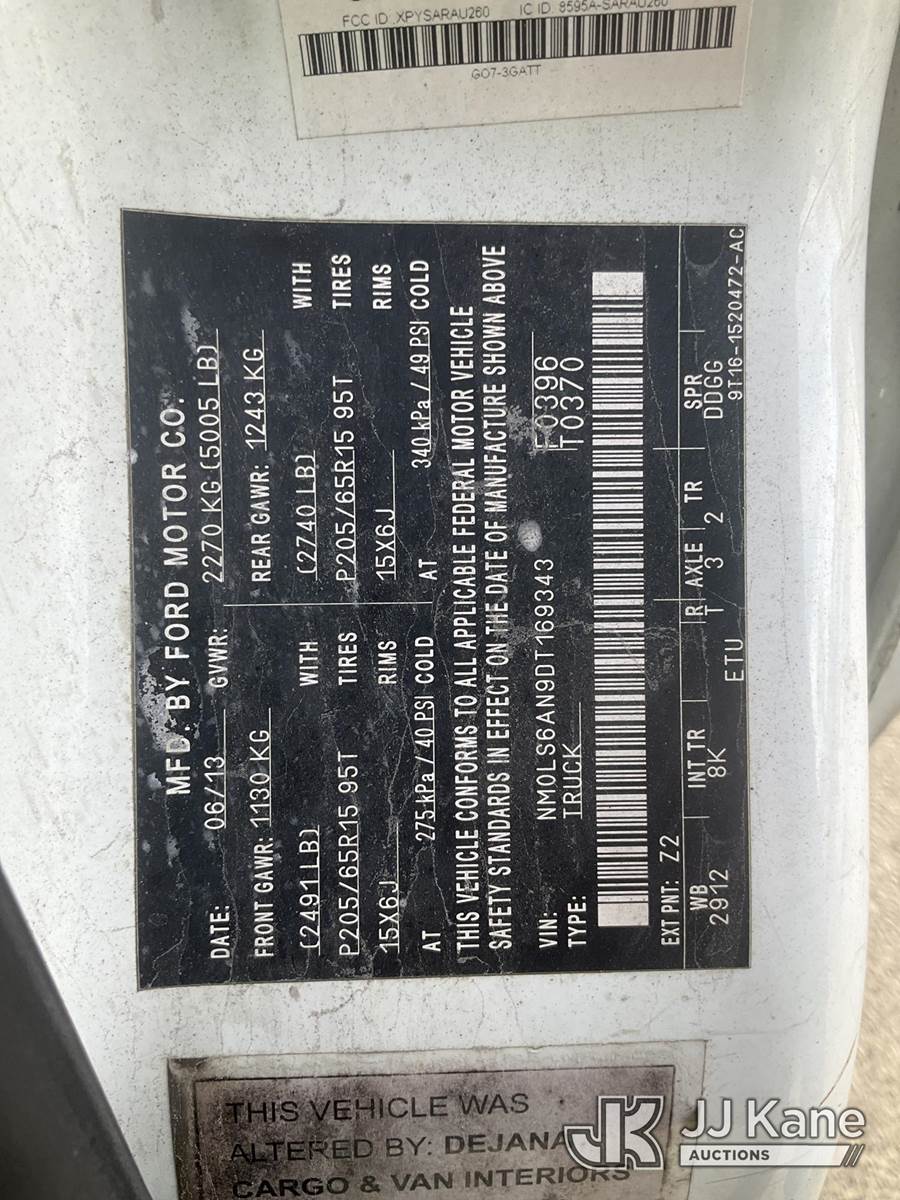 FCC ID: XPYSARAU260 IC ID: 8595A-SARAU260
GO7-3GATT
MFD. BY FORD MOTOR CO.
DATE: 06/13 GVWR: 2270 KG (5005 LB)
FRONT GAWR: 1130 KG REAR GAWR: 1243 KG
(2491LB) WITH (2740 LB) WITH
P205/65R15 95T TIRES P205/65R15 95T TIRES
15X6J RIMS 15X6J RIMS
AT 275 kPa / 40 PSI COLD AT 340 kPa / 49 PSI COLD
THIS VEHICLE CONFORMS TO ALL APPLICABLE FEDERAL MOTOR VEHICLE
SAFETY STANDARDS IN EFFECT ON THE DATE OF MANUFACTURE SHOWN ABOVE
VIN: NM0LS6AN9DT169343 F0396
TYPE: TRUCK T0370
EXT PNT: Z2
WB INT TR R AXLE TR SPR
2912 8K T 3 2 DDGG
ETU 9T16-1520472-AC
THIS VEHICLE WAS
ALTERED BY: DEJANA
CARGO & VAN INTERIORS
JK JJ Kane
AUCTIONS